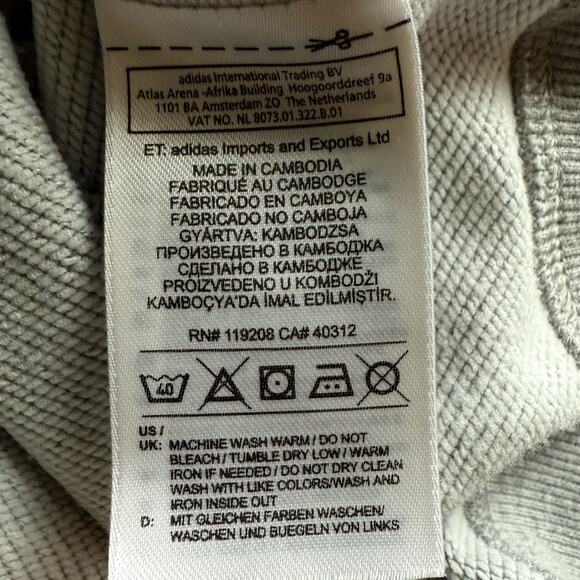 adidas International Trading BV
Atlas Arena -Afrika Building Hoogoorddreef 9a
1101 BA Amsterdam ZO The Netherlands
VAT NO. NL 8073.01.322.B.01
ET: adidas Imports and Exports Ltd
MADE IN CAMBODIA
FABRIQUÉ AU CAMBODGE
FABRICADO EN CAMBOYA
FABRICADO NO CAMBOJA
GYÁRTVA: KAMBODZSA
ПРОИЗВЕДЕНО В КАМБОДЖА
СДЕЛАНО В КАМБОДЖЕ
PROIZVEDENO U KOMBODŽI
KAMBOÇYA'DA İMAL EDİLMİŞTİR.
RN# 119208 CA# 40312
40
US /
UK: MACHINE WASH WARM / DO NOT
BLEACH / TUMBLE DRY LOW / WARM
IRON IF NEEDED / DO NOT DRY CLEAN
WASH WITH LIKE COLORS/WASH AND
IRON INSIDE OUT
D: MIT GLEICHEN FARBEN WASCHEN/
WASCHEN UND BUEGELN VON LINKS